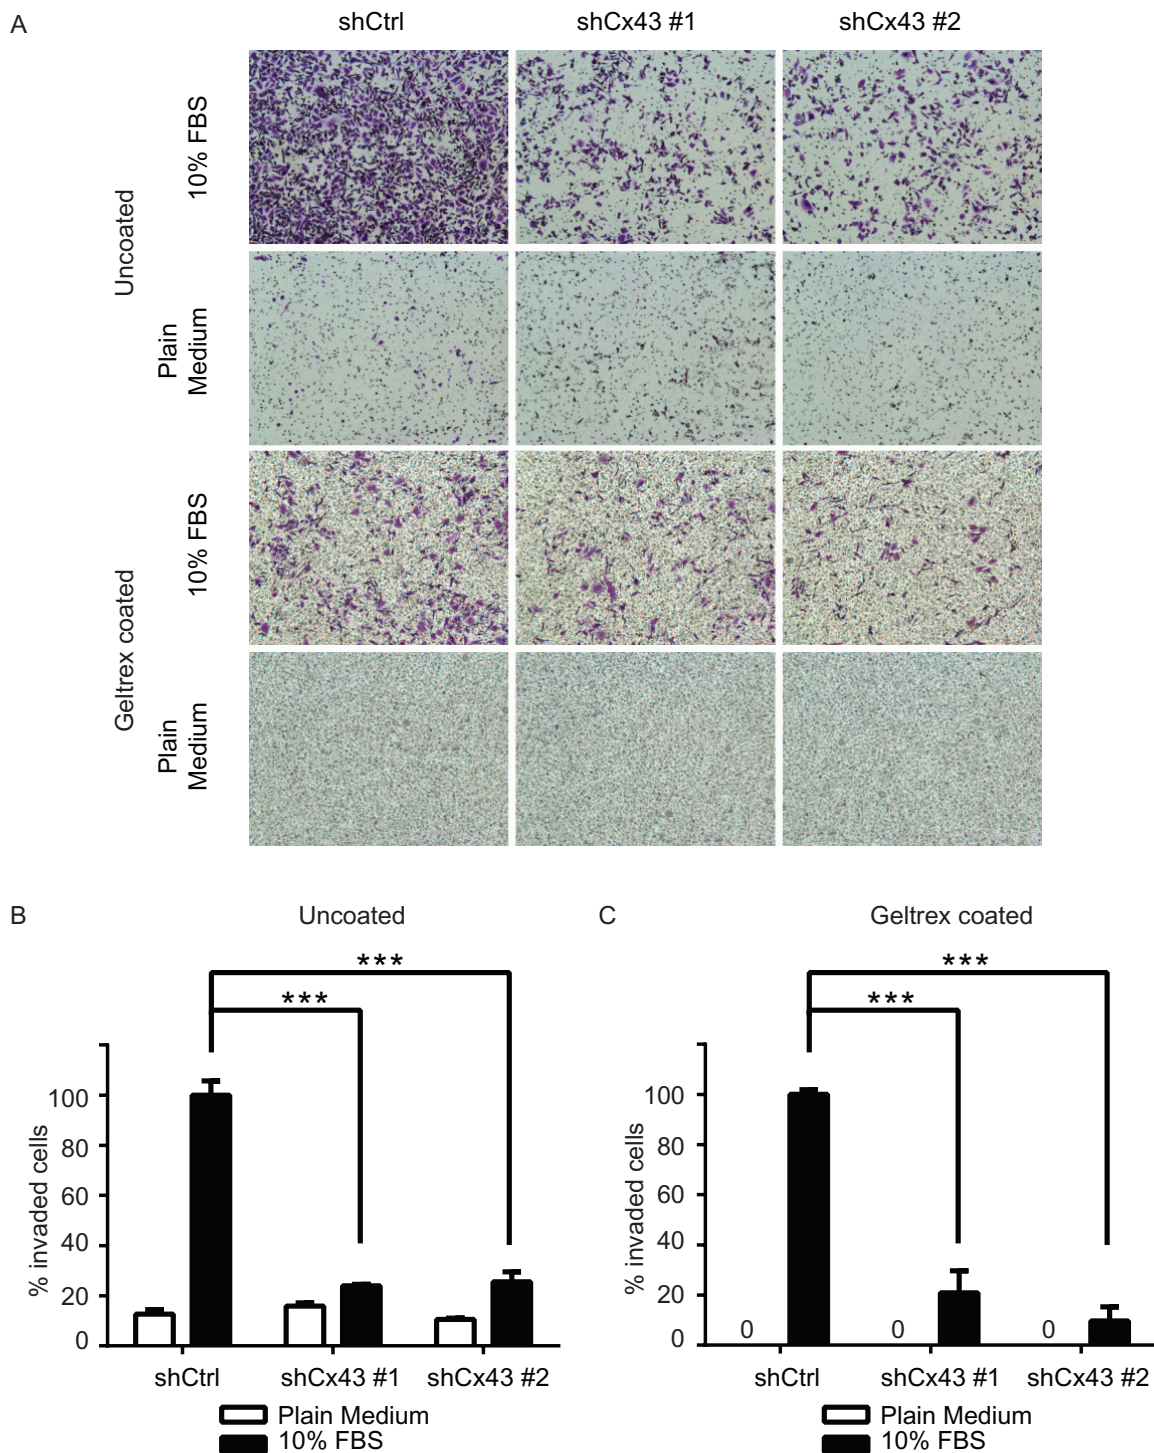 A
shCtrl shCx43 #1 shCx43 #2
Uncoated
10% FBS
Plain
Medium
Geltrex coated
10% FBS
Plain
Medium
B Uncoated
***
***
% invaded cells
100
80
60
40
20
0
shCtrl shCx43 #1 shCx43 #2
Plain Medium
10% FBS
C Geltrex coated
***
***
% invaded cells
100
80
60
40
20
0
0 0 0
shCtrl shCx43 #1 shCx43 #2
Plain Medium
10% FBS